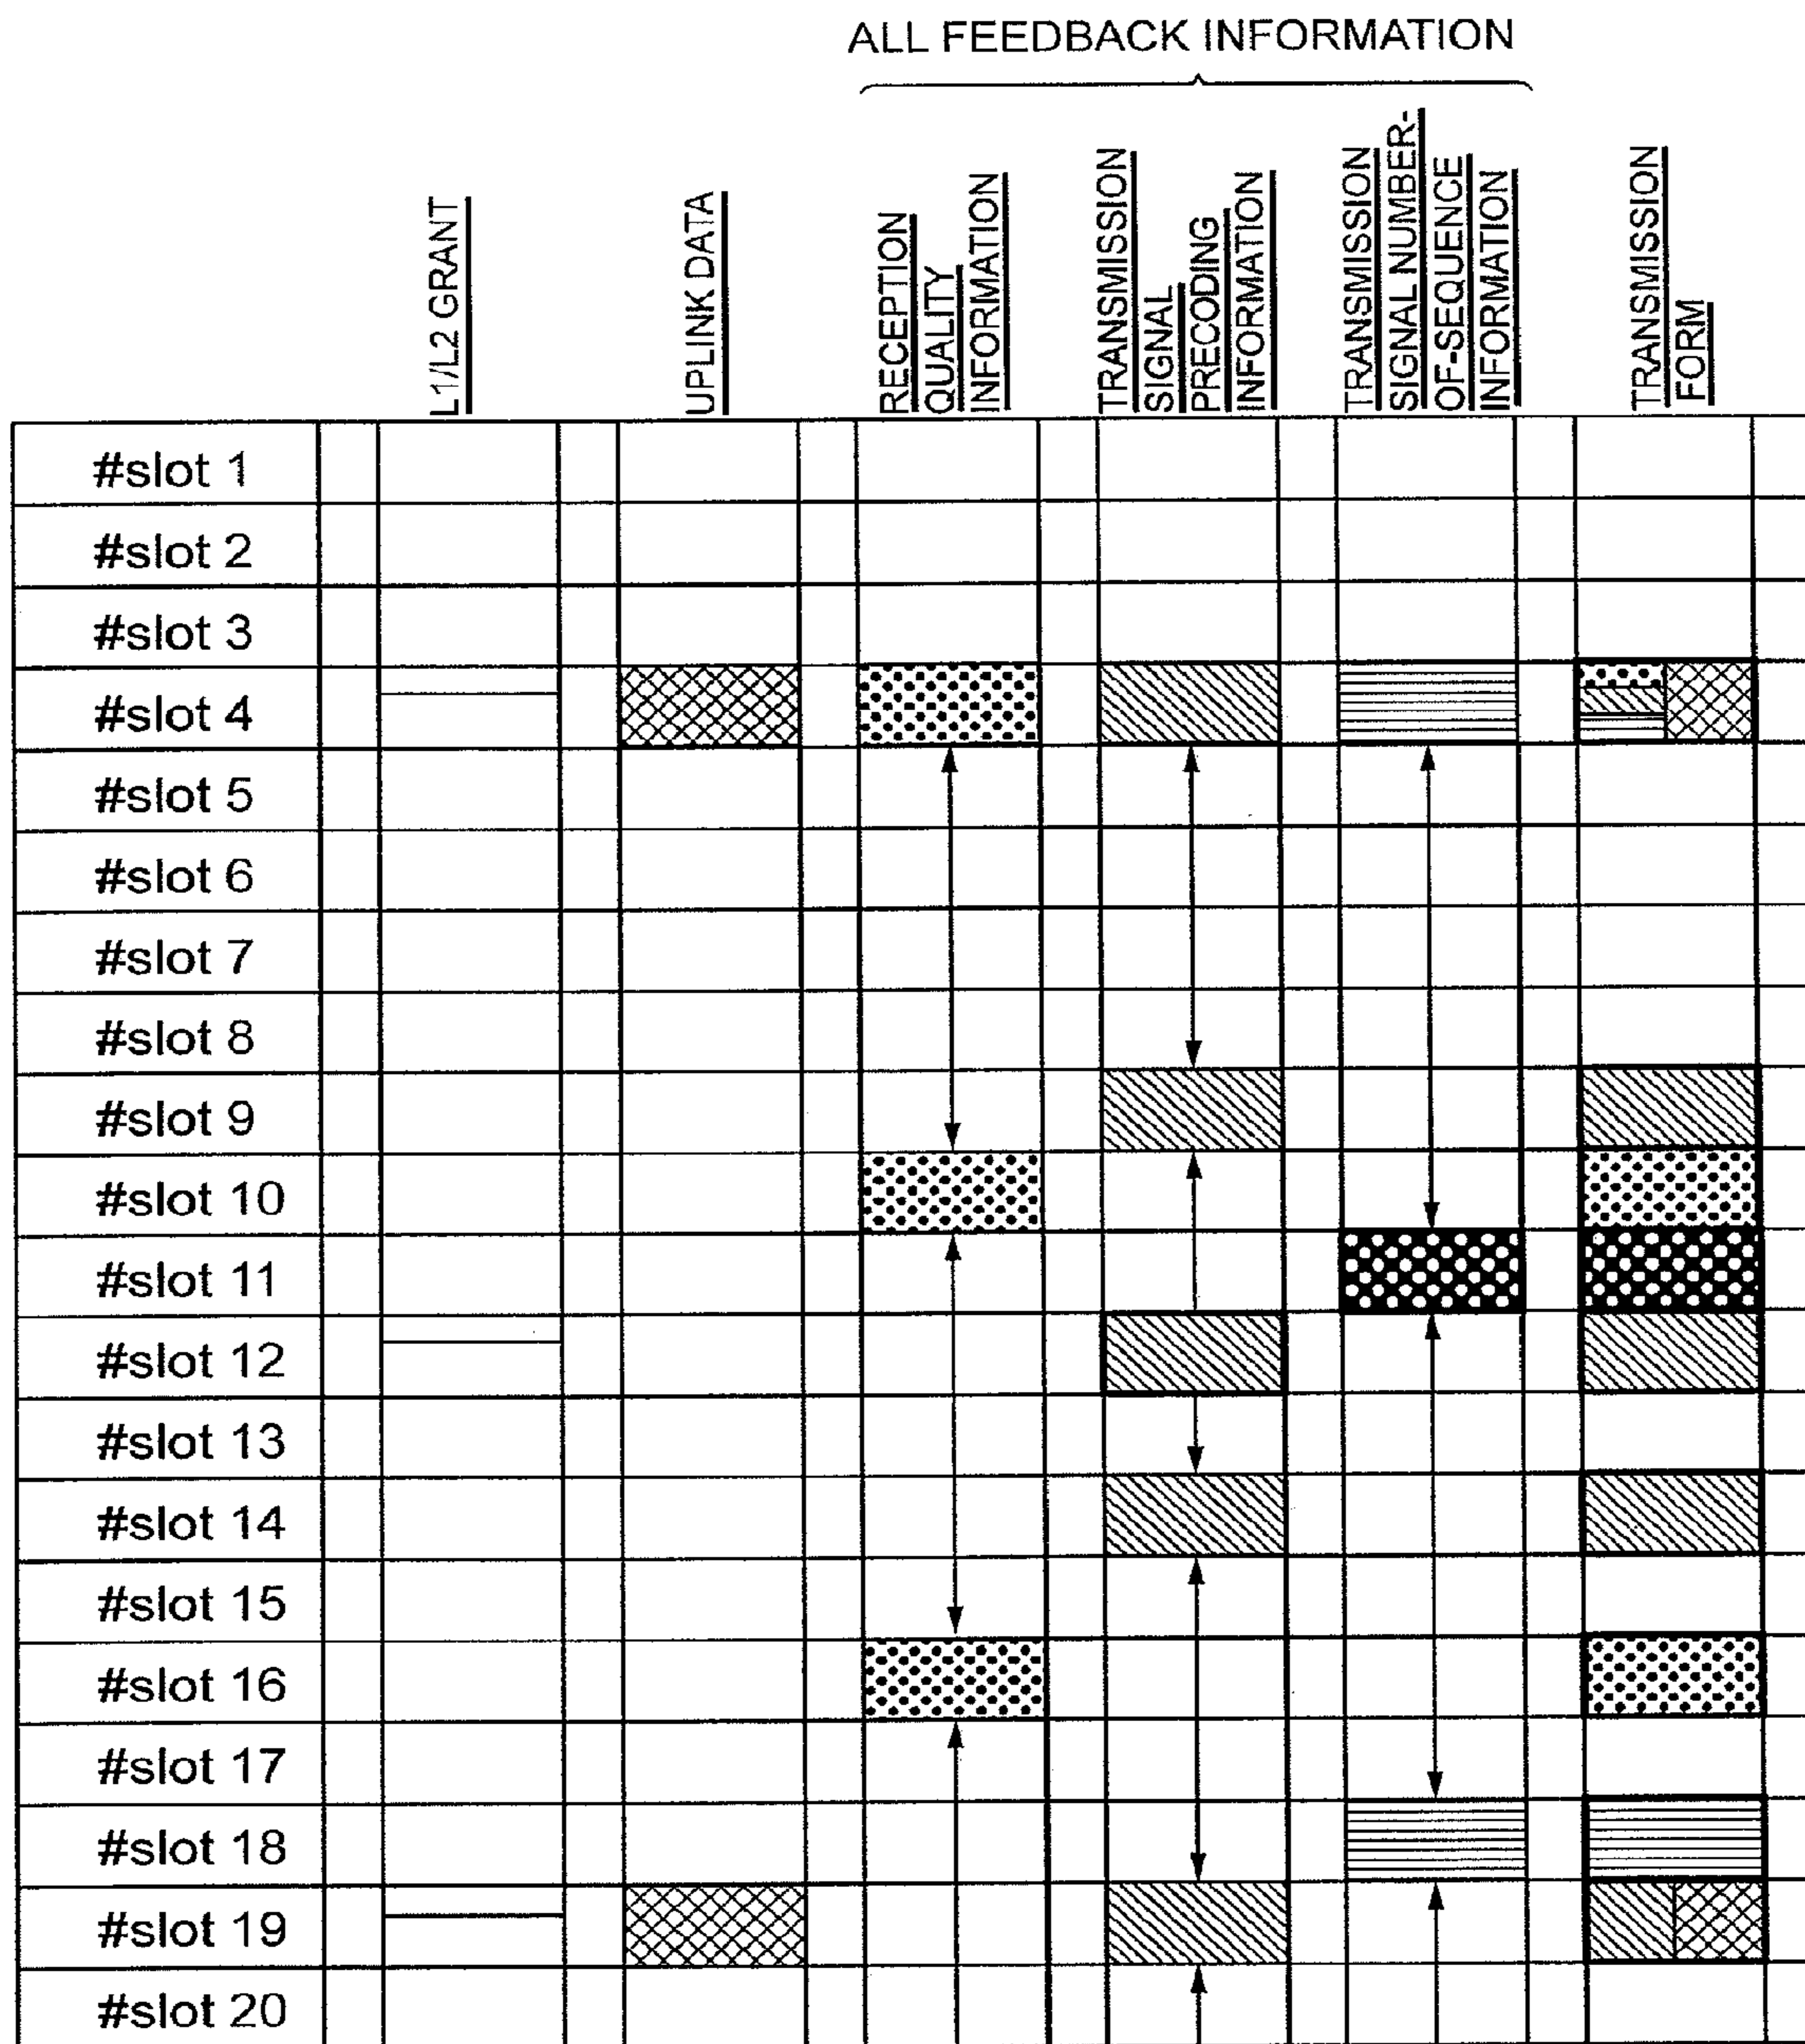 ALL FEEDBACK INFORMATION
L1/L2 GRANT
UPLINK DATA
RECEPTION
QUALITY
INFORMATION
TRANSMISSION
SIGNAL
PRECODING
INFORMATION
TRANSMISSION
SIGNAL NUMBER-
OF-SEQUENCE
INFORMATION
TRANSMISSION
FORM
#slot 1
#slot 2
#slot 3
#slot 4
#slot 5
#slot 6
#slot 7
#slot 8
#slot 9
#slot 10
#slot 11
#slot 12
#slot 13
#slot 14
#slot 15
#slot 16
#slot 17
#slot 18
#slot 19
#slot 20